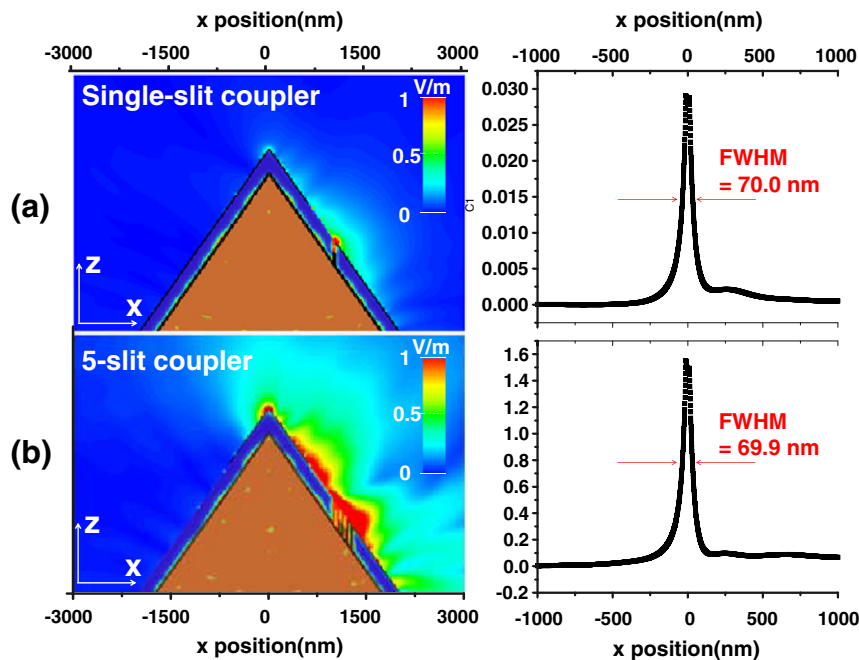 x position(nm)
-3000 -1500 0 1500 3000
Single-slit coupler
V/m
1
0.5
0
(a)
z
x
x position(nm)
-1000 -500 0 500 1000
0.030
0.025
0.020
0.015
0.010
0.005
0.000
C1
FWHM
= 70.0 nm
5-slit coupler
V/m
1
0.5
0
(b)
z
x
-3000 -1500 0 1500 3000
x position(nm)
1.6
1.4
1.2
1.0
0.8
0.6
0.4
0.2
0.0
-0.2
FWHM
= 69.9 nm
-1000 -500 0 500 1000
x position(nm)